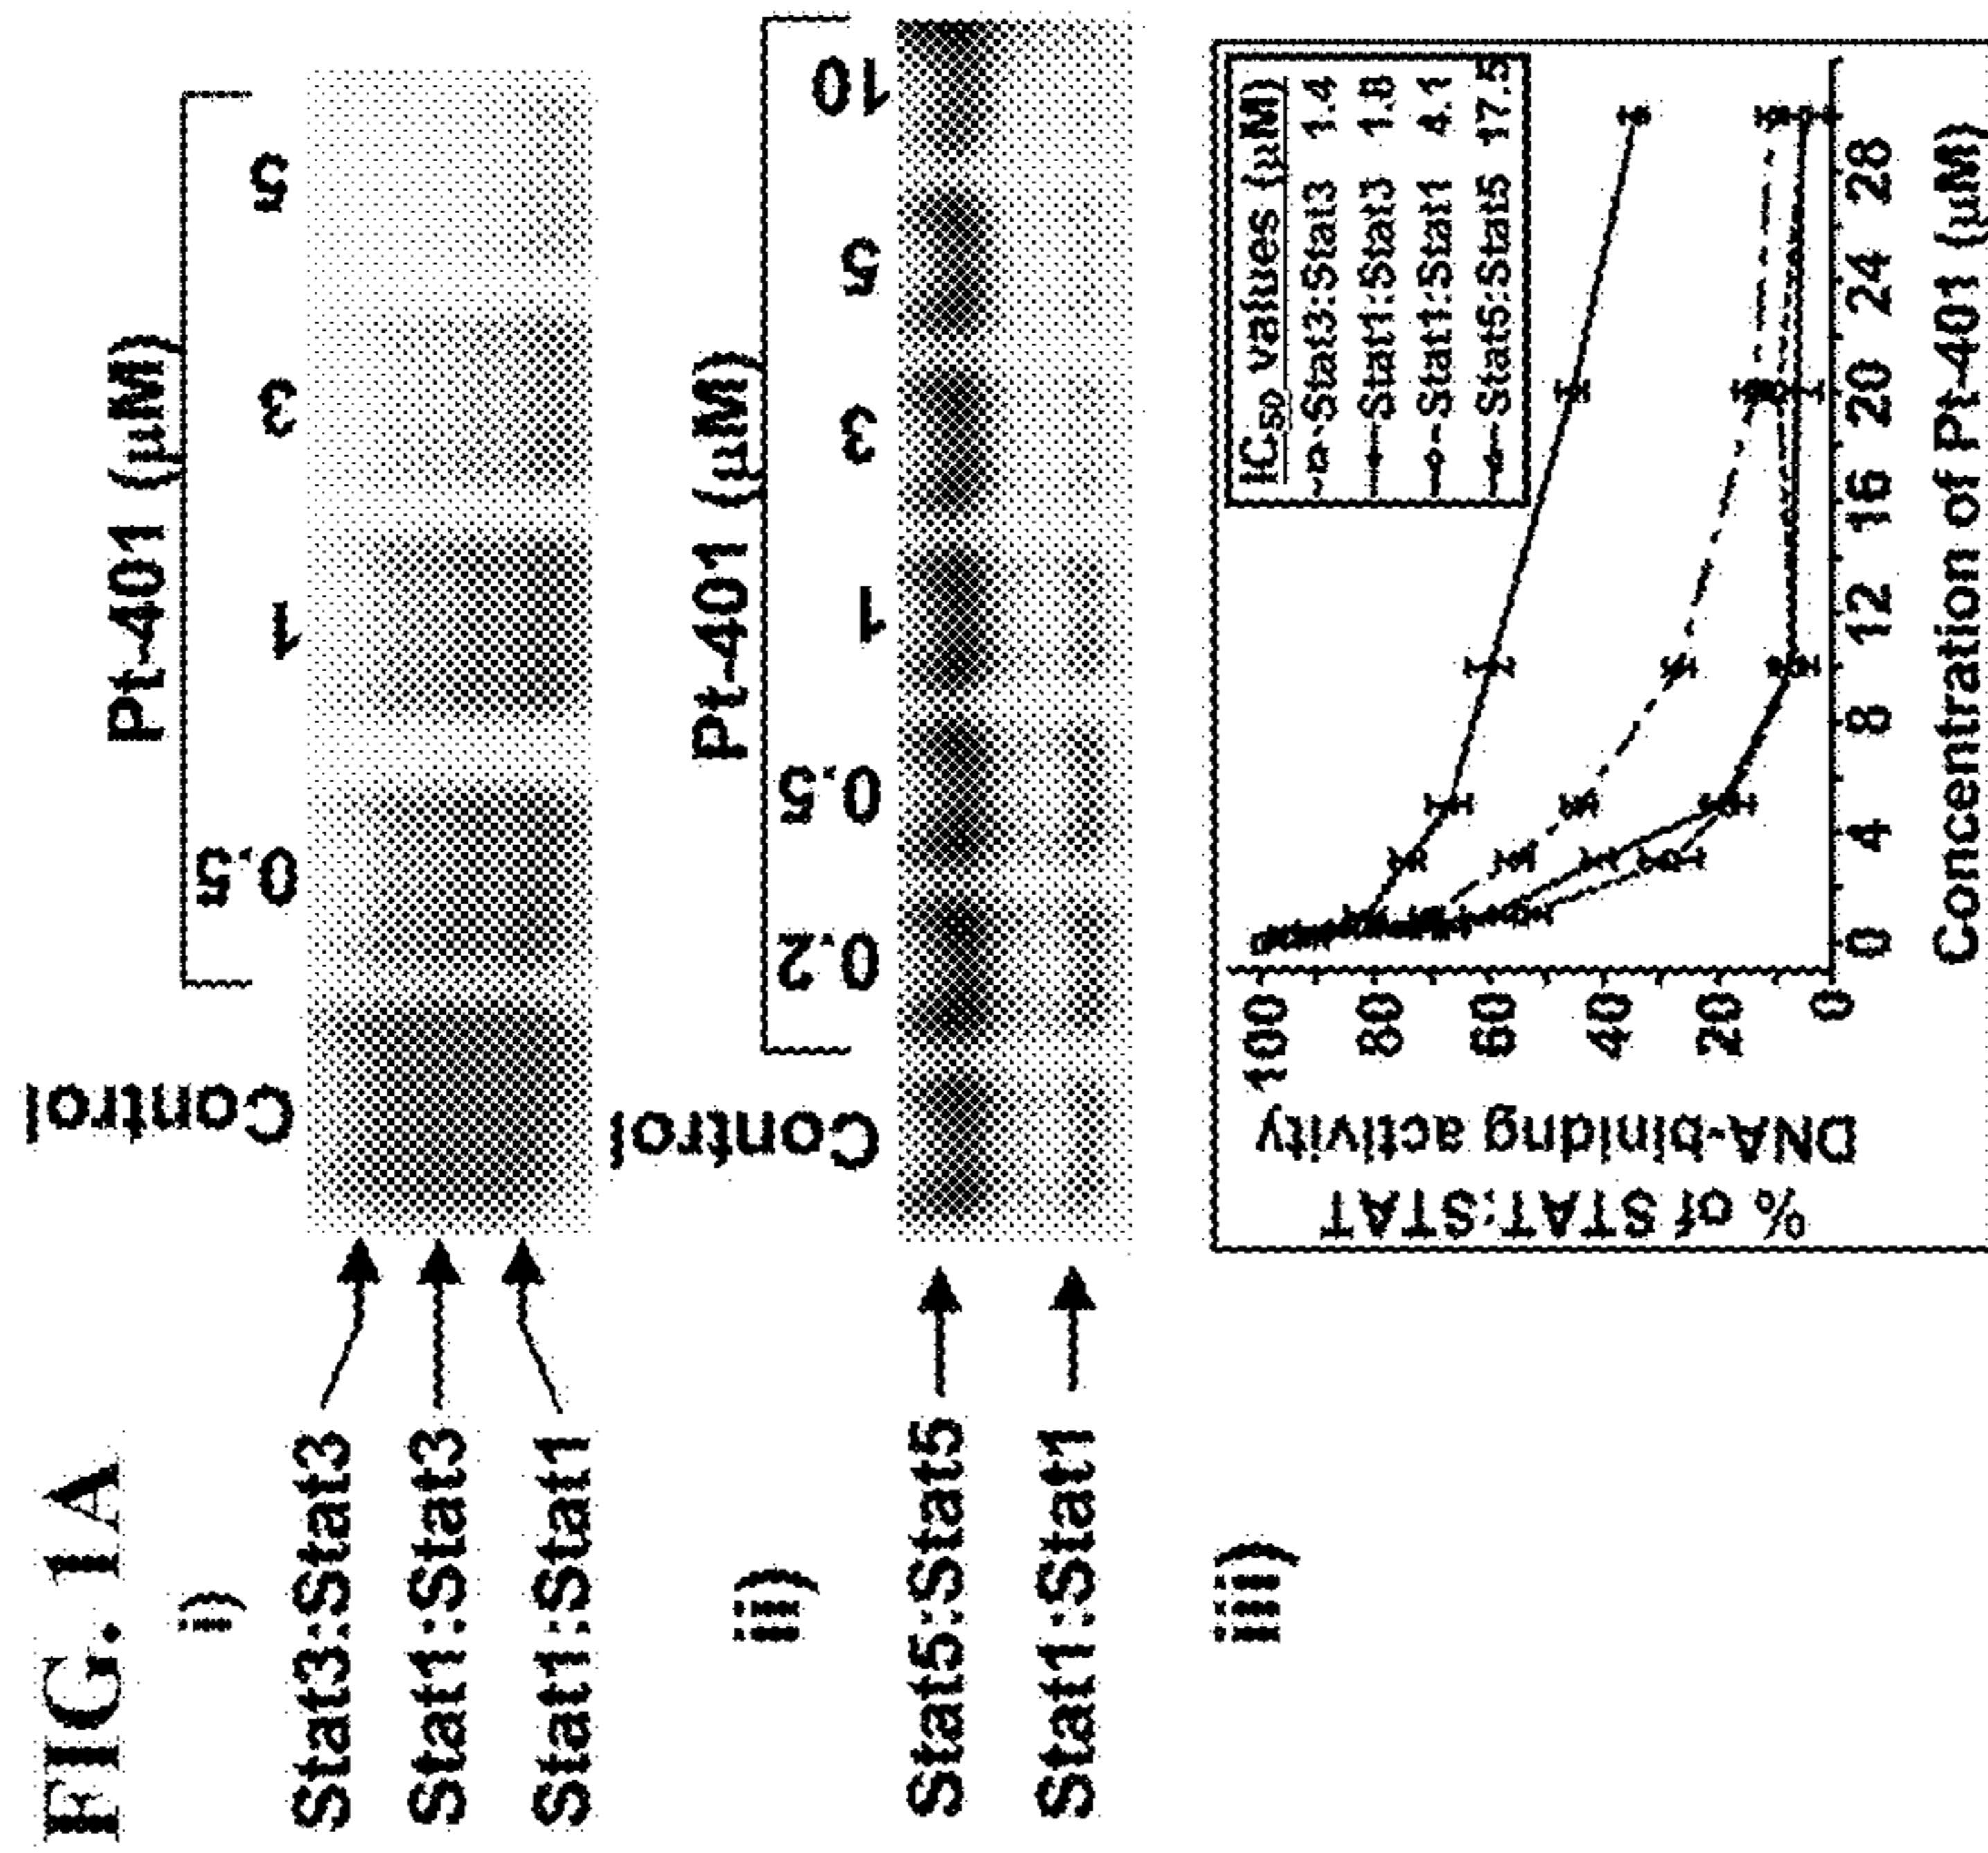 FIG. 1A
i)
Pt-401 (µM)
Control 0.5 1 3 5
Stat3:Stat3
Stat1:Stat3
Stat1:Stat1
ii)
Pt-401 (µM)
Control 0.2 0.5 1 3 5 10
Stat5:Stat5
Stat1:Stat1
iii)
% of STAT:STAT
DNA-biniding activity
100
80
60
40
20
0
IC50 values (µM)
Stat3:Stat3 1.4
Stat1:Stat3 1.8
Stat1:Stat1 4.1
Stat5:Stat5 17.5
0 4 8 12 16 20 24 28
Concentration of Pt-401 (µM)